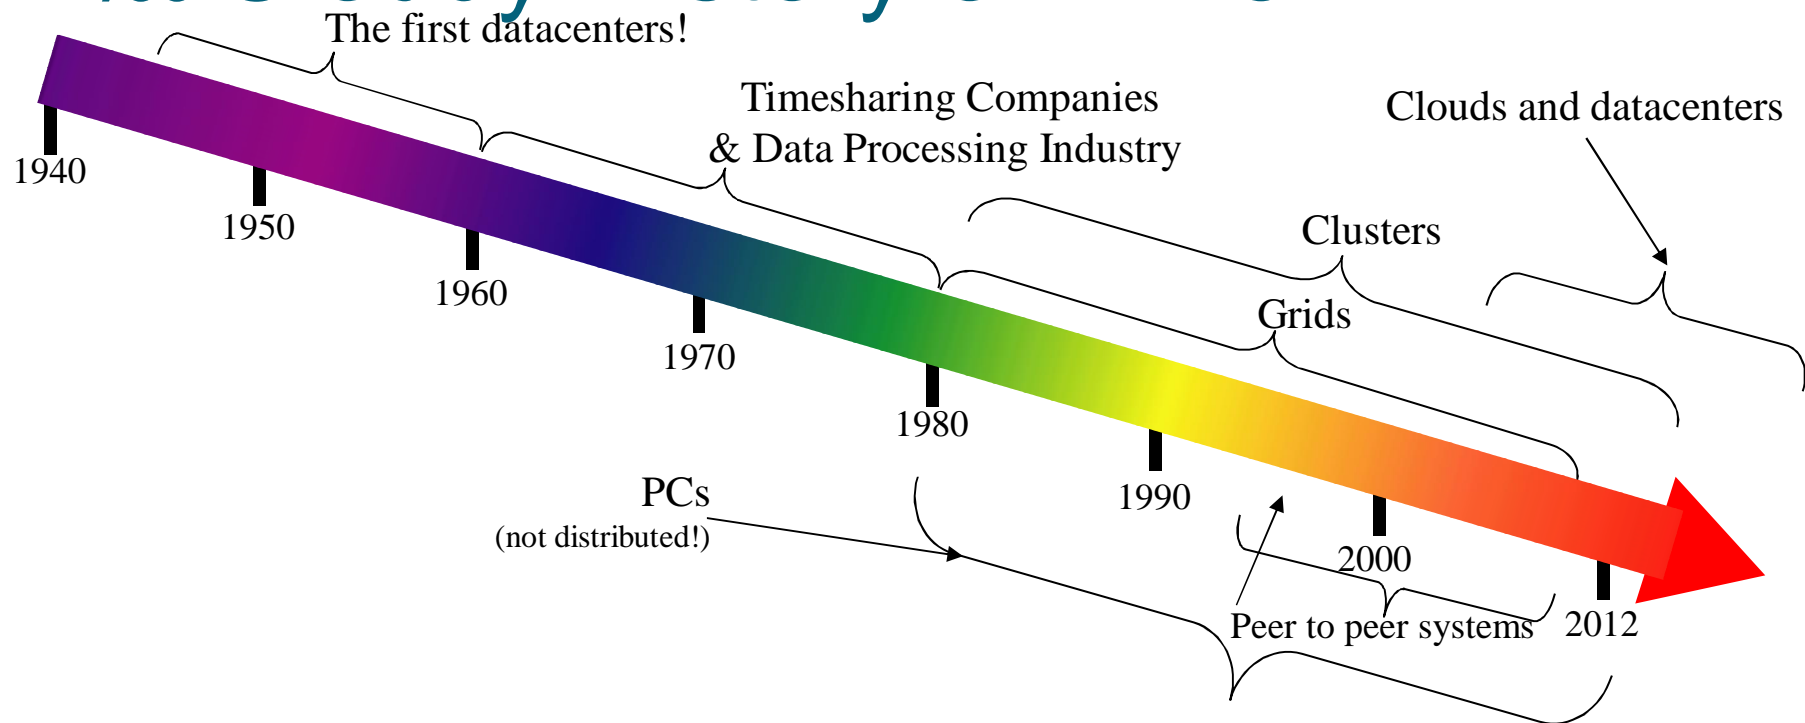 The first datacenters!
Timesharing Companies
& Data Processing Industry
Clouds and datacenters
Clusters
Grids
1940
1950
1960
1970
1980
1990
2000
2012
PCs
(not distributed!)
Peer to peer systems